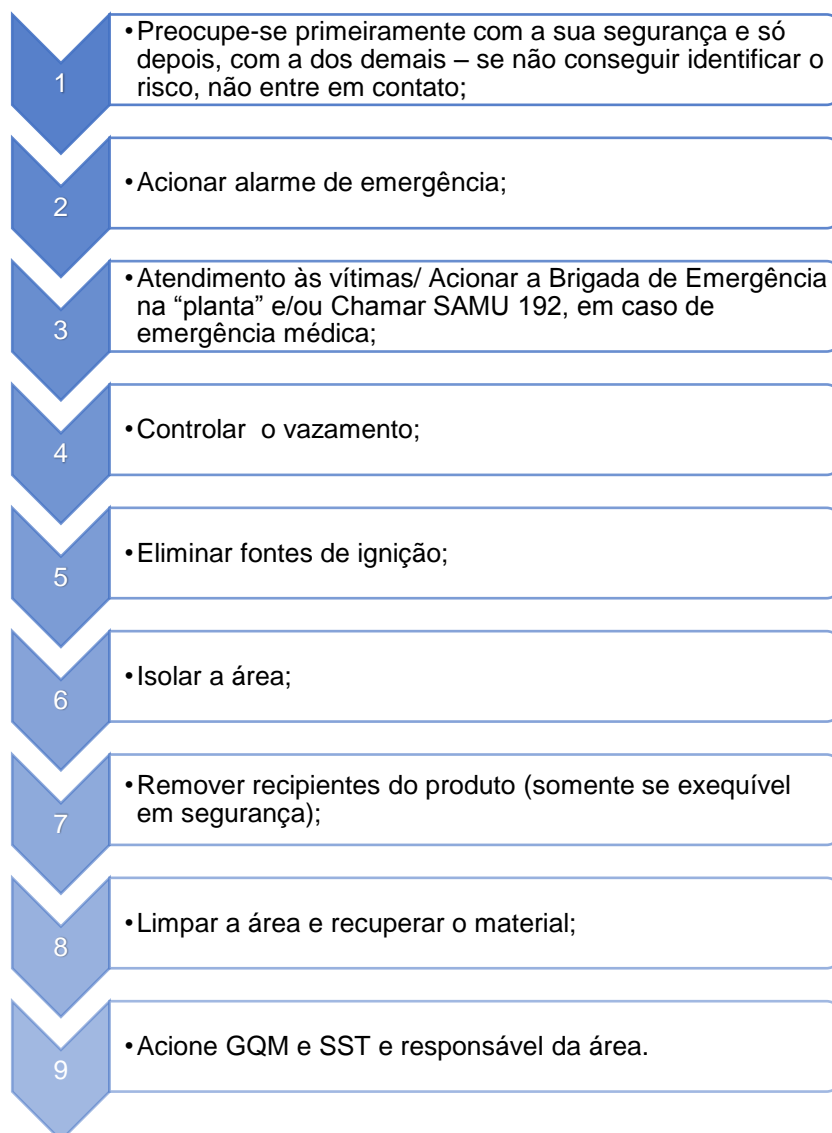 1
•Preocupe-se primeiramente com a sua segurança e só
depois, com a dos demais – se não conseguir identificar o
risco, não entre em contato;
2
•Acionar alarme de emergência;
3
•Atendimento às vítimas/ Acionar a Brigada de Emergência
na “planta” e/ou Chamar SAMU 192, em caso de
emergência médica;
4
•Controlar  o vazamento;
5
•Eliminar fontes de ignição;
6
•Isolar a área;
7
•Remover recipientes do produto (somente se exequível
em segurança);
8
•Limpar a área e recuperar o material;
9
•Acione GQM e SST e responsável da área.